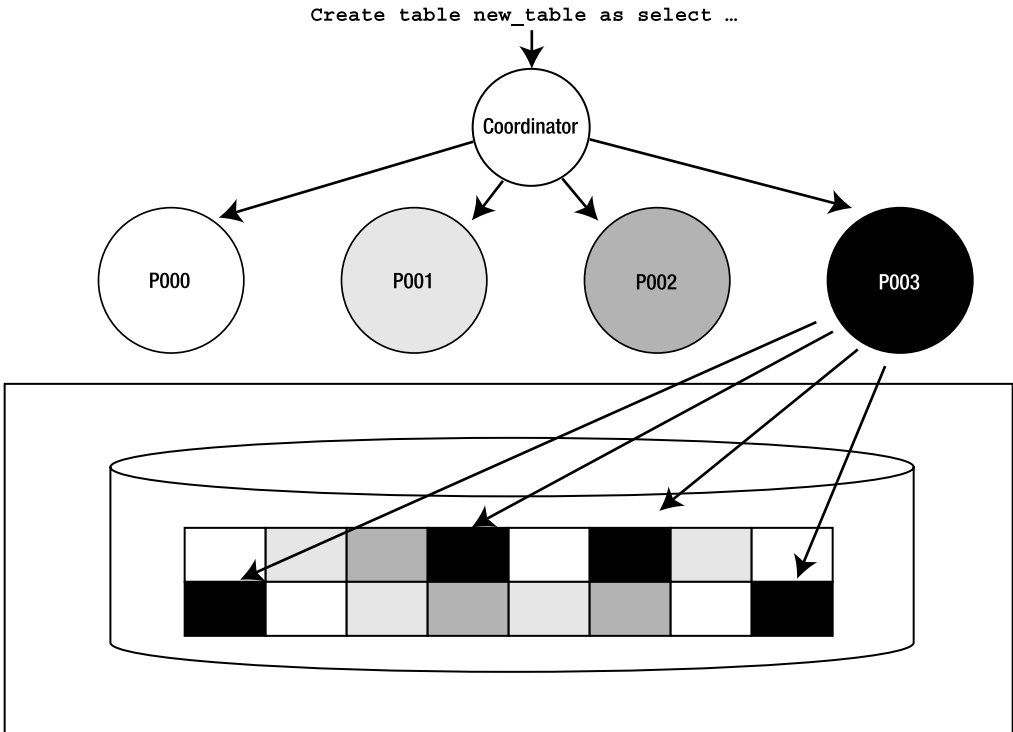 Create table new_table as select …
Coordinator
P000
P001
P002
P003